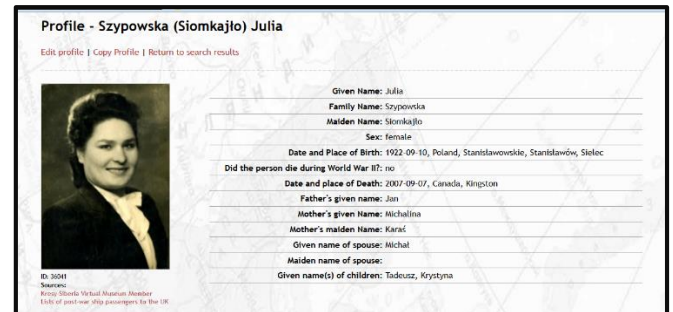 Profile - Szypowska (Siomkajło) Julia
Edit profile | Copy Profile | Return to search results
Given Name: Julia
Family Name: Szypowska
Maiden Name: Siomkajło
Sex: female
Date and Place of Birth: 1922-09-10, Poland, Stanisławowskie, Stanisławów, Sielec
Did the person die during World War II?: no
Date and place of Death: 2007-09-07, Canada, Kingston
Father's given name: Jan
Mother's given Name: Michalina
Mother's maiden Name: Karaś
Given name of spouse: Michał
Maiden name of spouse:
Given name(s) of children: Tadeusz, Krystyna
ID: 36041
Sources:
Kresy Siberia Virtual Museum Member
Lists of post-war ship passengers to the UK